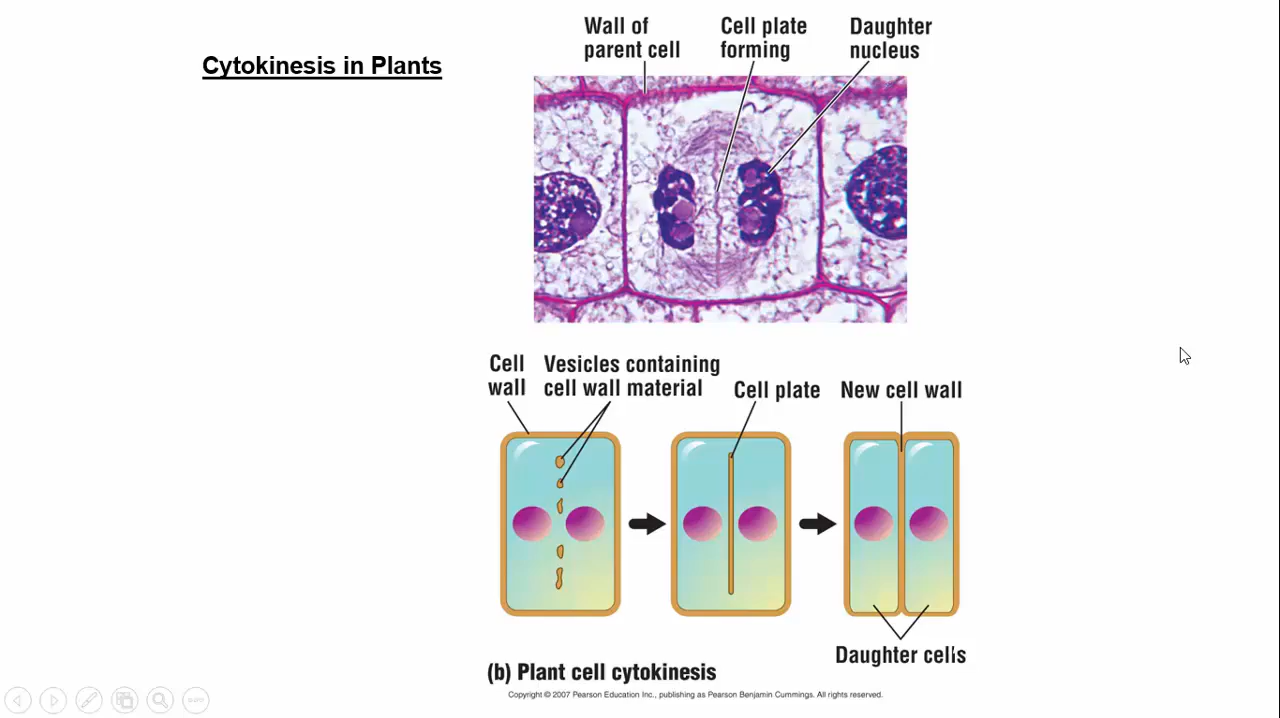 Cytokinesis in Plants
Wall of
parent cell
Cell plate
forming
Daughter
nucleus
Cell
wall
Vesicles containing
cell wall material
Cell plate
New cell wall
Daughter cells
(b) Plant cell cytokinesis
Copyright © 2007 Pearson Education Inc., publishing as Pearson Benjamin Cummings. All rights reserved.